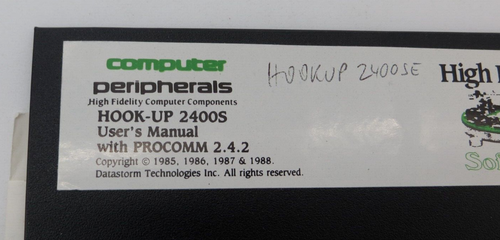 computer
peripherals
High Fidelity Computer Components
HOOK-UP 2400S
User's Manual
with PROCOMM 2.4.2
Copyright © 1985, 1986, 1987 & 1988.
Datastorm Technologies Inc. All rights reserved.
HOOKUP 2400SE
High